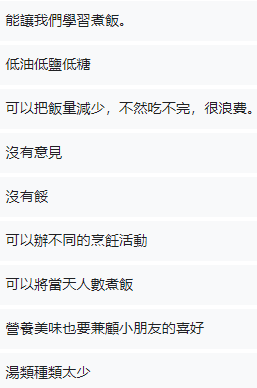 能讓我們學習煮飯。
低油低鹽低糖
可以把飯量減少，不然吃不完，很浪費。
沒有意見
沒有餒
可以辦不同的烹飪活動
可以將當天人數煮飯
營養美味也要兼顧小朋友的喜好
湯類種類太少